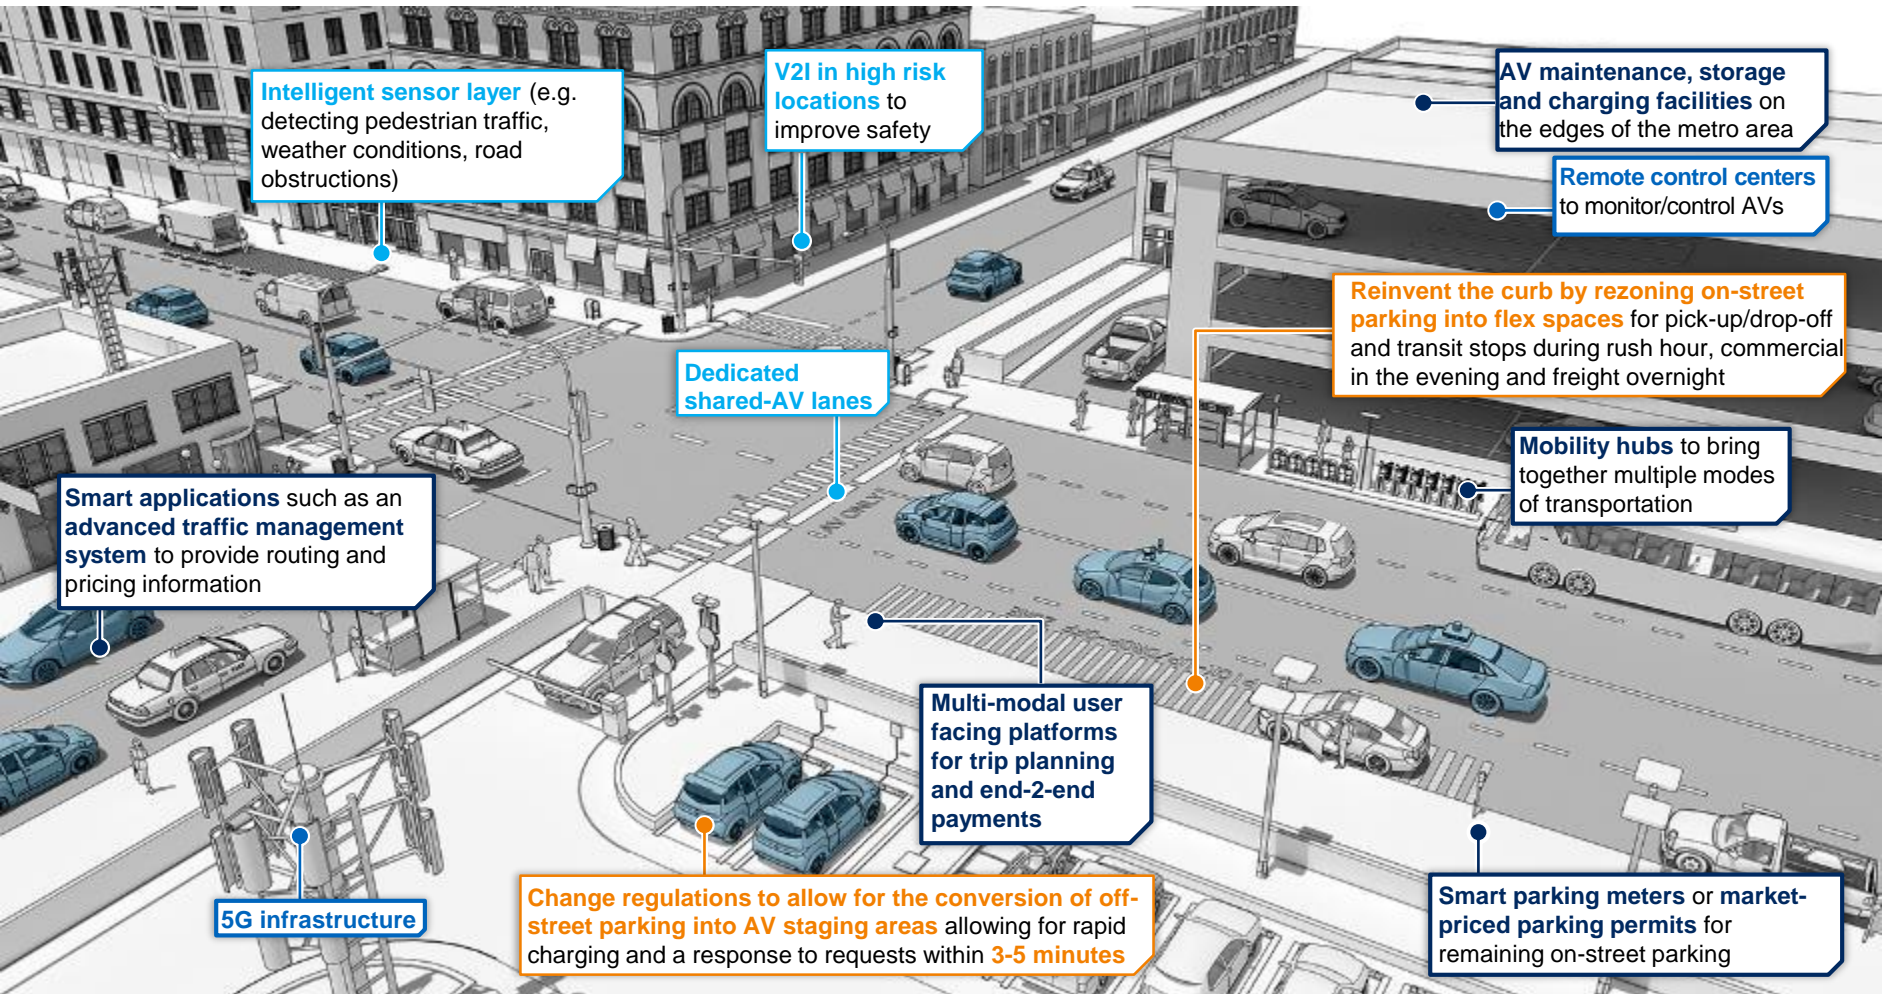 Intelligent sensor layer (e.g.
detecting pedestrian traffic,
weather conditions, road
obstructions)
V2I in high risk
locations to
improve safety
AV maintenance, storage
and charging facilities on
the edges of the metro area
Remote control centers
to monitor/control AVs
Reinvent the curb by rezoning on-street
parking into flex spaces for pick-up/drop-off
and transit stops during rush hour, commercial
in the evening and freight overnight
Dedicated
shared-AV lanes
Mobility hubs to bring
together multiple modes
of transportation
Smart applications such as an
advanced traffic management
system to provide routing and
pricing information
Multi-modal user
facing platforms
for trip planning
and end-2-end
payments
5G infrastructure
Change regulations to allow for the conversion of off-
street parking into AV staging areas allowing for rapid
charging and a response to requests within 3-5 minutes
Smart parking meters or market-
priced parking permits for
remaining on-street parking